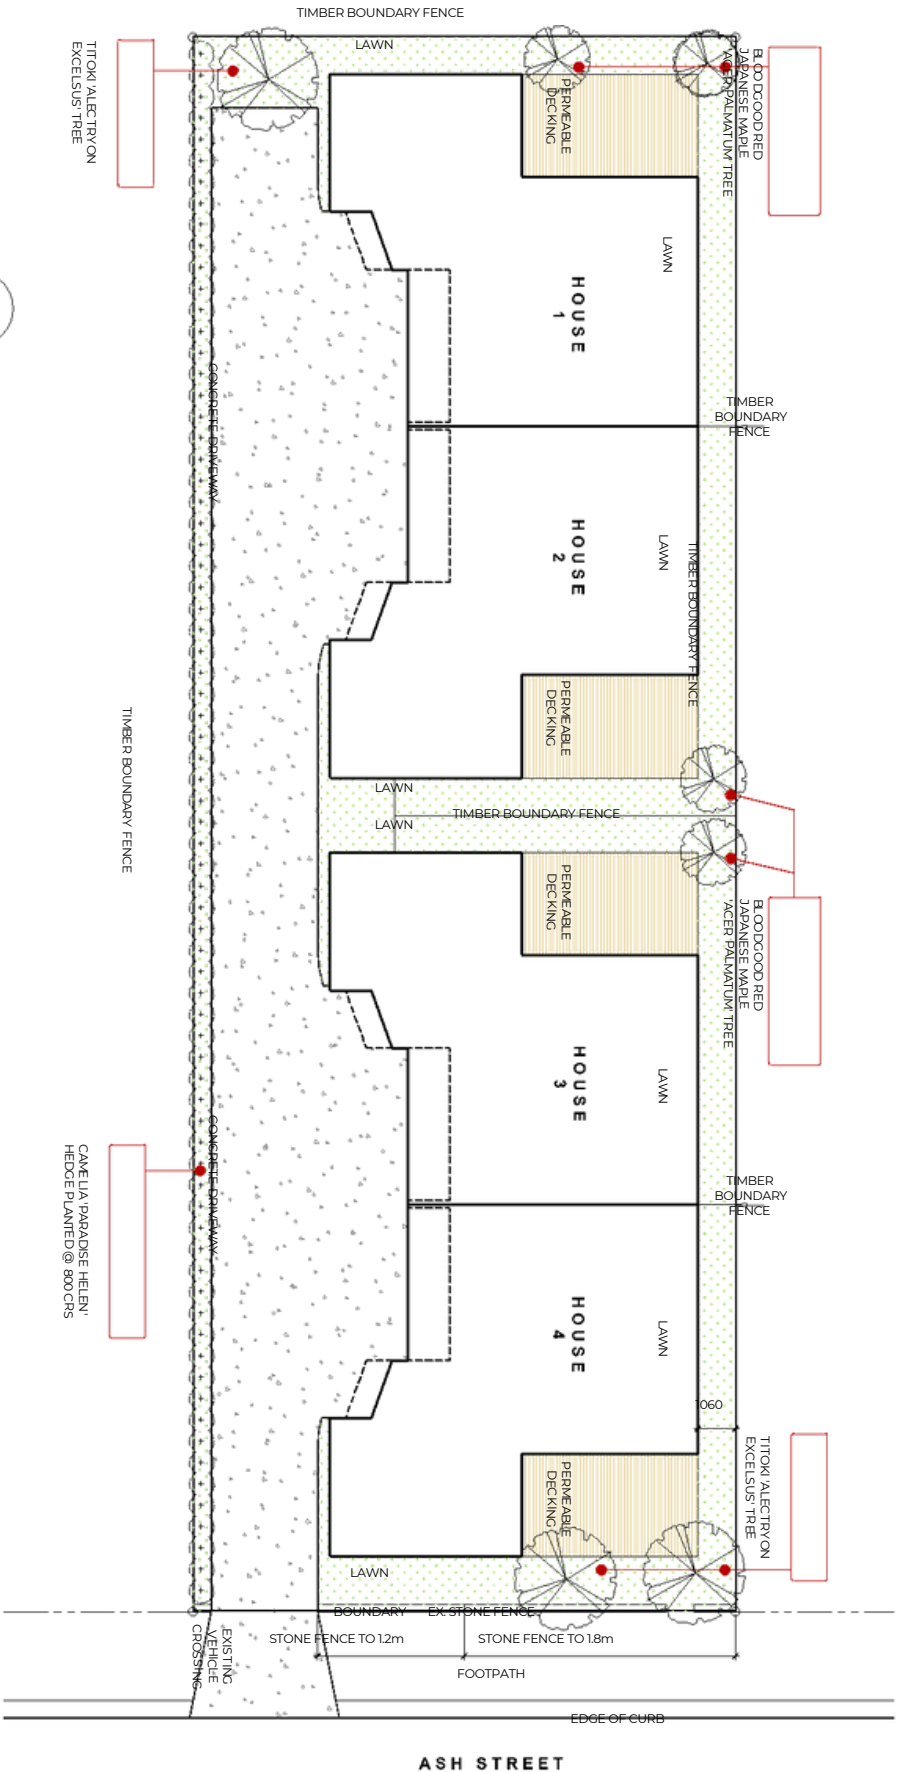 TIMBER BOUNDARY FENCE
LAWN
TITOKI 'ALECTRYON
EXCELSUS' TREE
PERMEABLE
DECKING
BLOODGOOD RED
JAPANESE MAPLE
'ACER PALMATUM' TREE
LAWN
HOUSE
1
CONCRETE DRIVEWAY
TIMBER
BOUNDARY
FENCE
HOUSE
2
LAWN
TIMBER BOUNDARY FENCE
PERMEABLE
DECKING
TIMBER BOUNDARY FENCE
LAWN
TIMBER BOUNDARY FENCE
LAWN
PERMEABLE
DECKING
BLOODGOOD RED
JAPANESE MAPLE
'ACER PALMATUM' TREE
HOUSE
3
LAWN
CONCRETE DRIVEWAY
CAMELIA 'PARADISE HELEN'
HEDGE PLANTED @ 800 CRS
TIMBER
BOUNDARY
FENCE
HOUSE
4
LAWN
1060
TITOKI 'ALECTRYON
EXCELSUS' TREE
PERMEABLE
DECKING
LAWN
BOUNDARY
EX. STONE FENCE
EXISTING
VEHICLE
CROSSING
STONE FENCE TO 1.2m
STONE FENCE TO 1.8m
FOOTPATH
EDGE OF CURB
ASH STREET